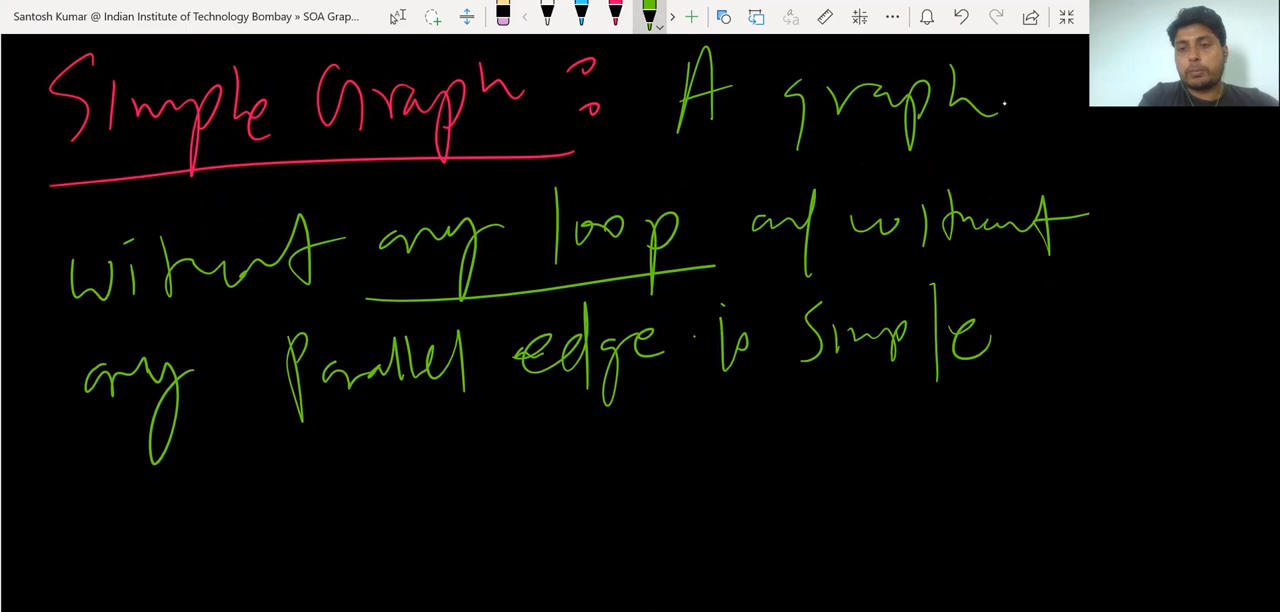 Santosh Kumar @ Indian Institute of Technology Bombay » SOA Grap...
Simple Graph : A graph
without any loop and without
any parallel edge is simple